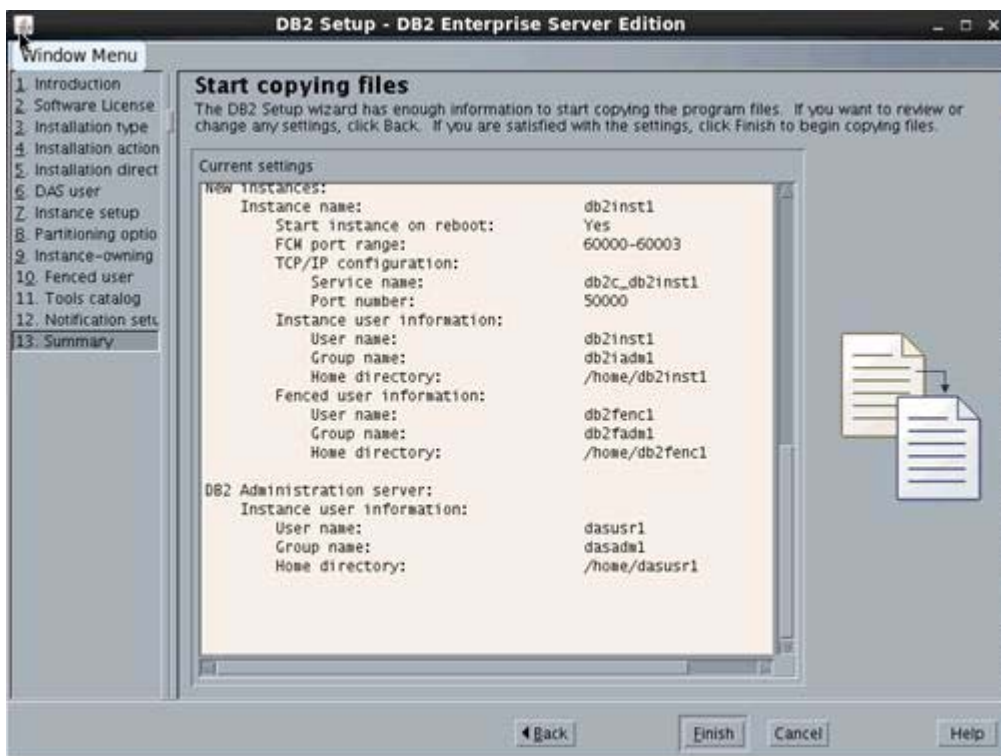 DB2 Setup - DB2 Enterprise Server Edition
Window Menu
1. Introduction
2. Software License
3. Installation type
4. Installation action
5. Installation direct
6. DAS user
7. Instance setup
8. Partitioning optio
9. Instance-owning
10. Fenced user
11. Tools catalog
12. Notification setu
13. Summary
Start copying files
The DB2 Setup wizard has enough information to start copying the program files. If you want to review or
change any settings, click Back. If you are satisfied with the settings, click Finish to begin copying files.
Current settings
New instances:
Instance name: db2inst1
Start instance on reboot: Yes
FCM port range: 60000-60003
TCP/IP configuration:
Service name: db2c_db2inst1
Port number: 50000
Instance user information:
User name: db2inst1
Group name: db2iadm1
Home directory: /home/db2inst1
Fenced user information:
User name: db2fenc1
Group name: db2fadm1
Home directory: /home/db2fenc1
DB2 Administration server:
Instance user information:
User name: dasusr1
Group name: dasadm1
Home directory: /home/dasusr1
Back Finish Cancel Help